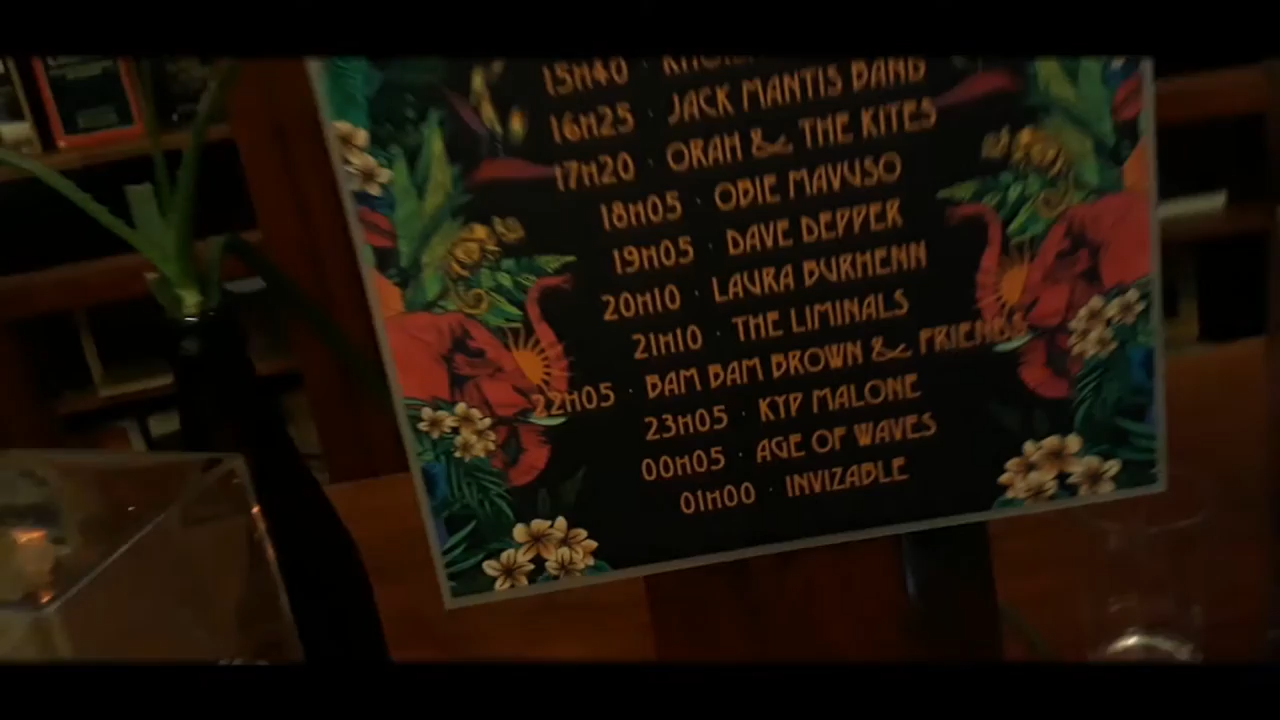 15H40 ·
16H25 · JACK MANTIS BAND
17H20 · ORAH & THE KITES
18H05 · OBIE MAVUSO
19H05 · DAVE DEPPER
20H10 · LAURA BURHENN
21H10 · THE LIMINALS
22H05 · BAM BAM BROWN & FRIENDS
23H05 · KYP MALONE
00H05 · AGE OF WAVES
01H00 · INVIZABLE